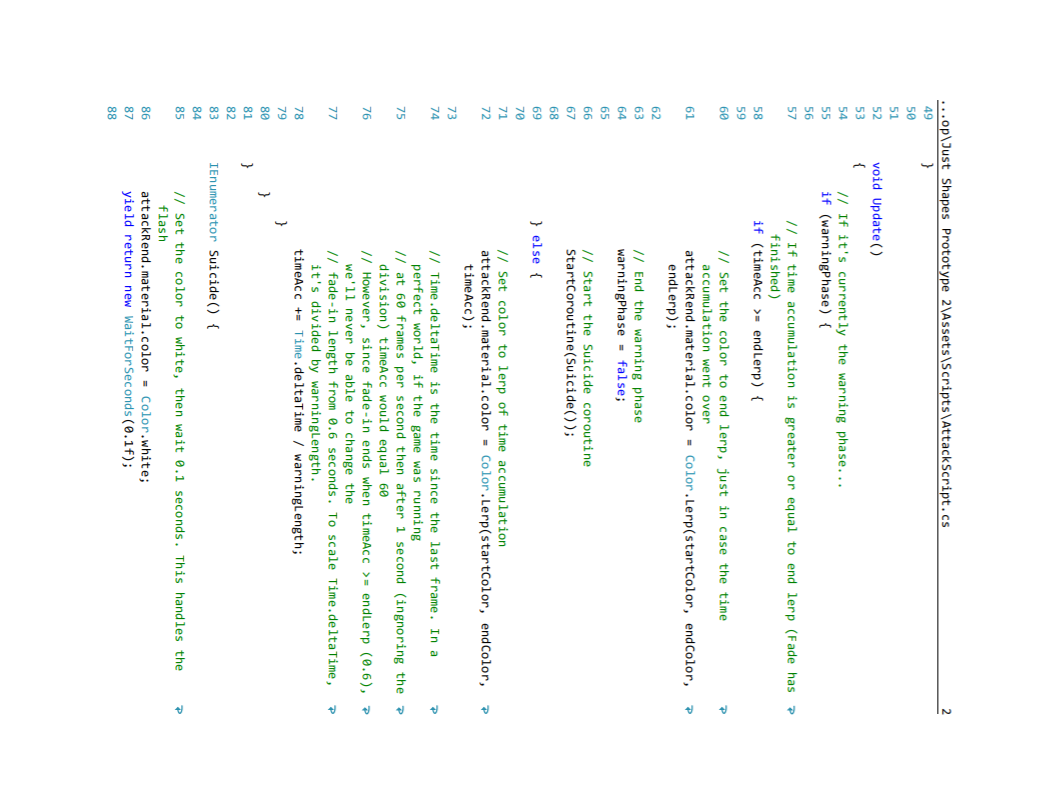 ...op\Just Shapes Prototype 2\Assets\Scripts\AttackScript.cs 2
49 }
50
51
52 void Update()
53 {
54 // If it's currently the warning phase...
55 if (warningPhase) {
56
57 // If time accumulation is greater or equal to end lerp (Fade has
finished)
58 if (timeAcc >= endLerp) {
59
60 // Set the color to end lerp, just in case the time
accumulation went over
61 attackRend.material.color = Color.Lerp(startColor, endColor,
endLerp);
62
63 // End the warning phase
64 warningPhase = false;
65
66 // Start the Suicide coroutine
67 StartCoroutine(Suicide());
68
69 } else {
70
71 // Set color to lerp of time accumulation
72 attackRend.material.color = Color.Lerp(startColor, endColor,
timeAcc);
73
74 // Time.deltaTime is the time since the last frame. In a
perfect world, if the game was running
75 // at 60 frames per second then after 1 second (ingnoring the
division) timeAcc would equal 60
76 // However, since fade-in ends when timeAcc >= endLerp (0.6),
we'll never be able to change the
77 // fade-in length from 0.6 seconds. To scale Time.deltaTime,
it's divided by warningLength.
78 timeAcc += Time.deltaTime / warningLength;
79 }
80 }
81 }
82
83 IEnumerator Suicide() {
84
85 // Set the color to white, then wait 0.1 seconds. This handles the
flash
86 attackRend.material.color = Color.white;
87 yield return new WaitForSeconds(0.1f);
88